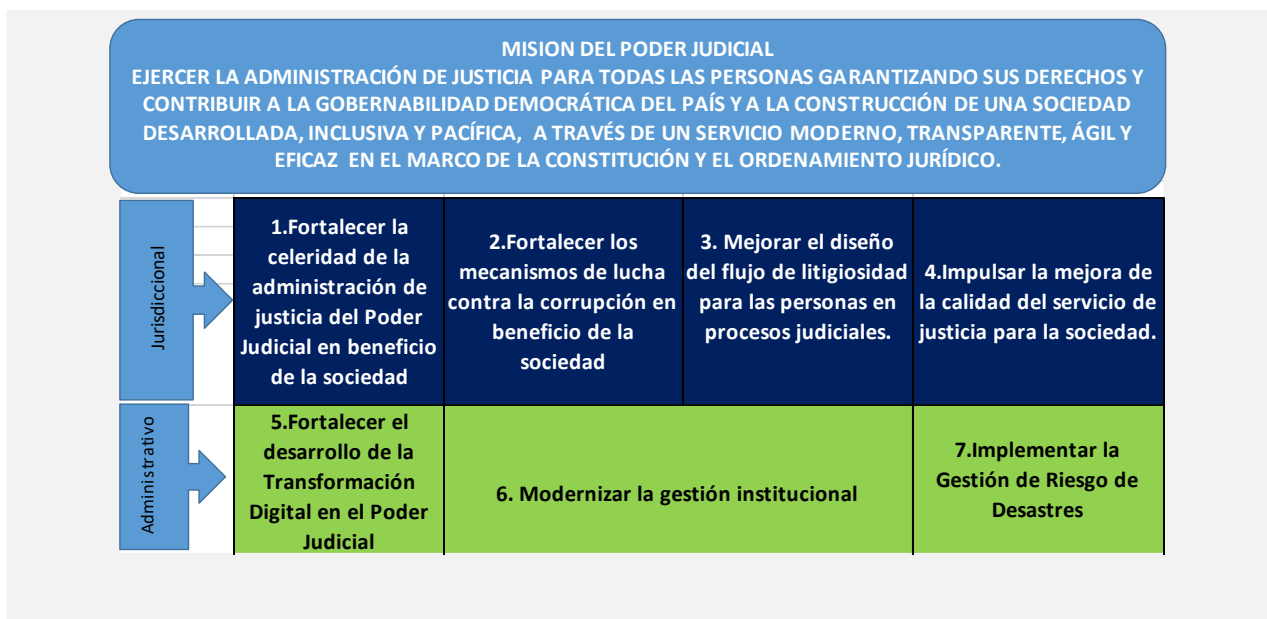 MISION DEL PODER JUDICIAL
EJERCER LA ADMINISTRACIÓN DE JUSTICIA PARA TODAS LAS PERSONAS GARANTIZANDO SUS DERECHOS Y
CONTRIBUIR A LA GOBERNABILIDAD DEMOCRÁTICA DEL PAÍS Y A LA CONSTRUCCIÓN DE UNA SOCIEDAD
DESARROLLADA, INCLUSIVA Y PACÍFICA, A TRAVÉS DE UN SERVICIO MODERNO, TRANSPARENTE, ÁGIL Y
EFICAZ EN EL MARCO DE LA CONSTITUCIÓN Y EL ORDENAMIENTO JURÍDICO.
Jurisdiccional
1.Fortalecer la
celeridad de la
administración de
justicia del Poder
Judicial en beneficio
de la sociedad
2.Fortalecer los
mecanismos de lucha
contra la corrupción en
beneficio de la
sociedad
3. Mejorar el diseño
del flujo de litigiosidad
para las personas en
procesos judiciales.
4.Impulsar la mejora de
la calidad del servicio de
justicia para la sociedad.
Administrativo
5.Fortalecer el
desarrollo de la
Transformación
Digital en el Poder
Judicial
6. Modernizar la gestión institucional
7.Implementar la
Gestión de Riesgo de
Desastres